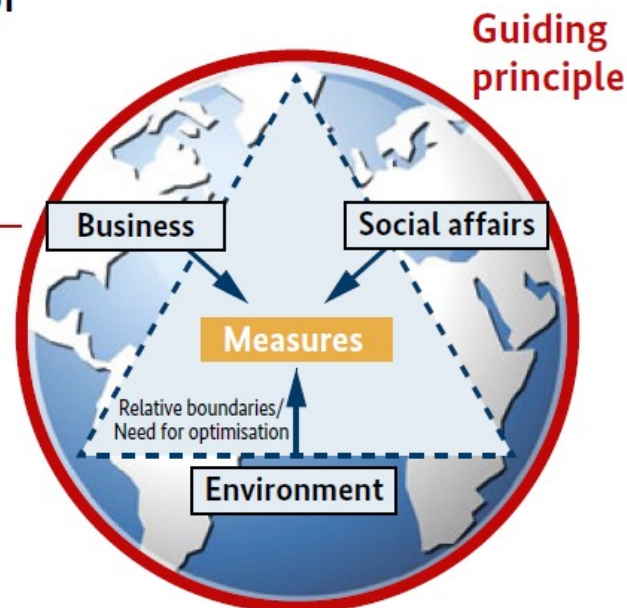 Guiding
principle
Business
Social affairs
Measures
Relative boundaries/
Need for optimisation
Environment